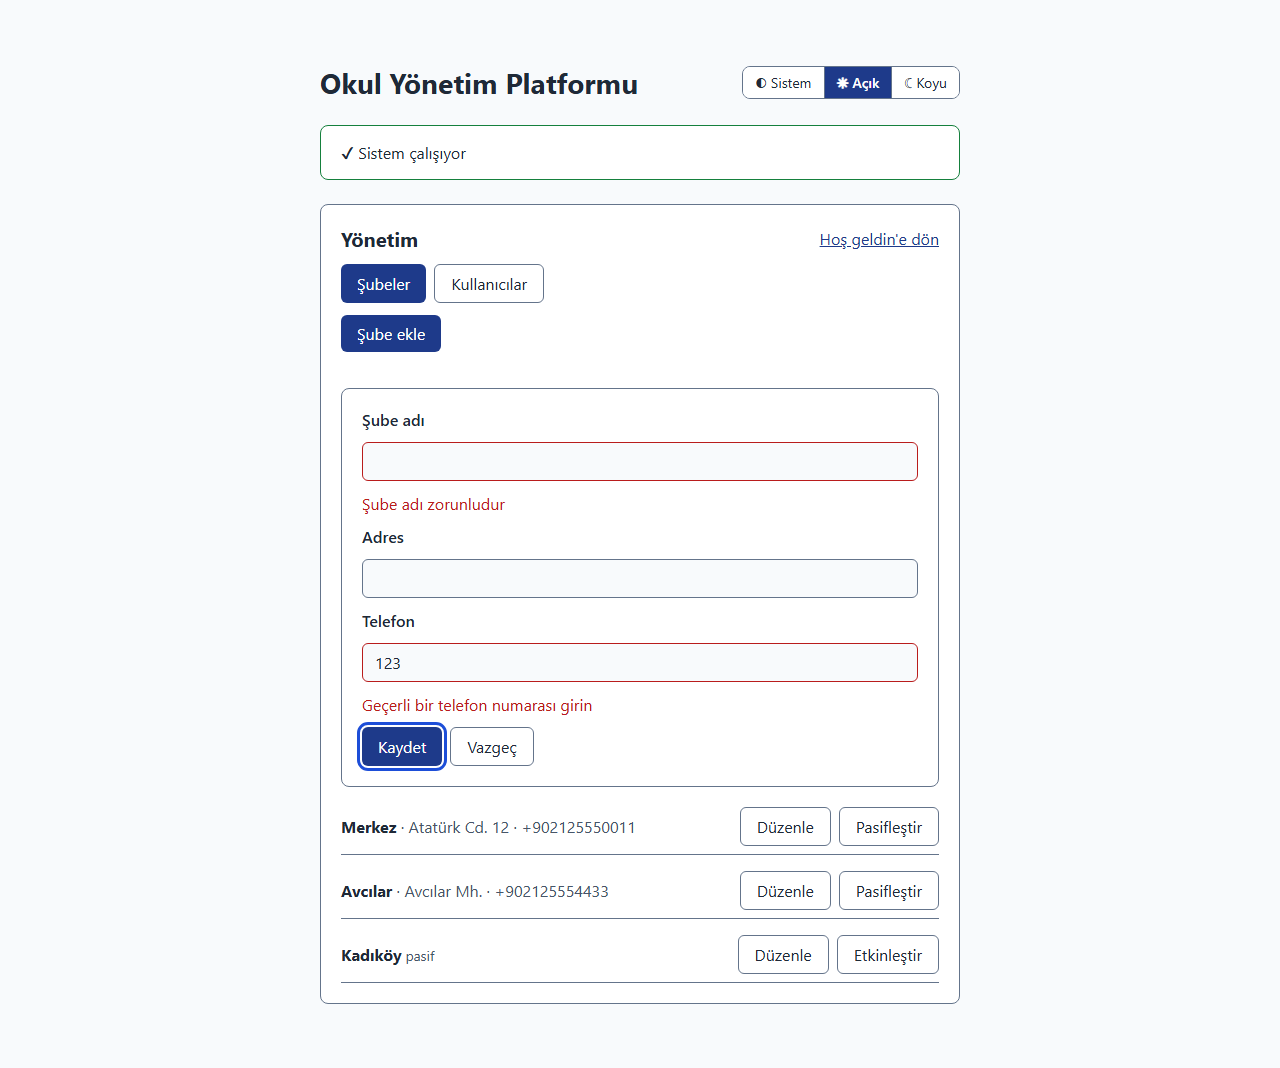 Okul Yönetim Platformu
◐ Sistem ✸ Açık ☾ Koyu
✓ Sistem çalışıyor
Yönetim Hoş geldin'e dön
Şubeler Kullanıcılar
Şube ekle
Şube adı
Şube adı zorunludur
Adres
Telefon
123
Geçerli bir telefon numarası girin
Kaydet Vazgeç
Merkez · Atatürk Cd. 12 · +902125550011 Düzenle Pasifleştir
Avcılar · Avcılar Mh. · +902125554433 Düzenle Pasifleştir
Kadıköy pasif Düzenle Etkinleştir